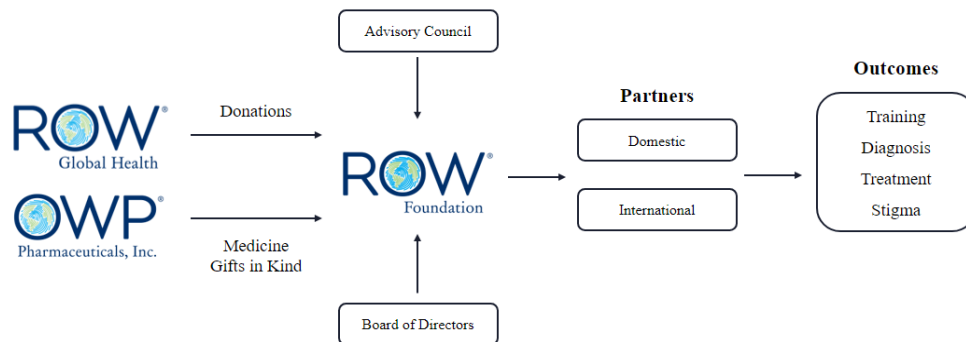 Advisory Council
Outcomes
Partners
Donations
ROW®
Global Health
Training
Diagnosis
Treatment
Stigma
Domestic
ROW®
Foundation
International
OWP®
Pharmaceuticals, Inc.
Medicine
Gifts in Kind
Board of Directors